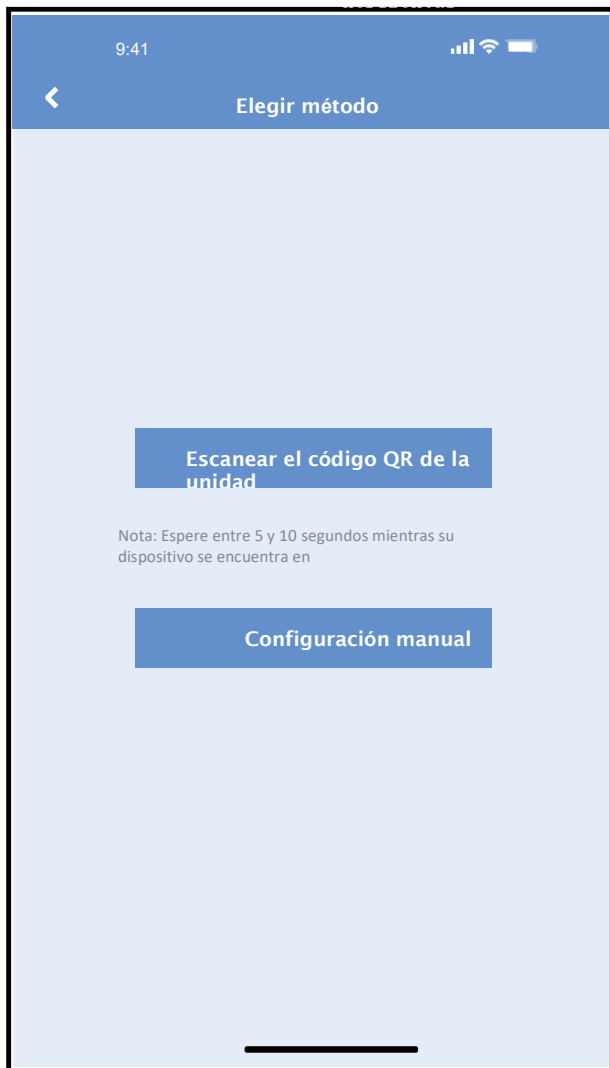 9:41
Elegir método
Escanear el código QR de la
unidad
Nota: Espere entre 5 y 10 segundos mientras su
dispositivo se encuentra en
Configuración manual